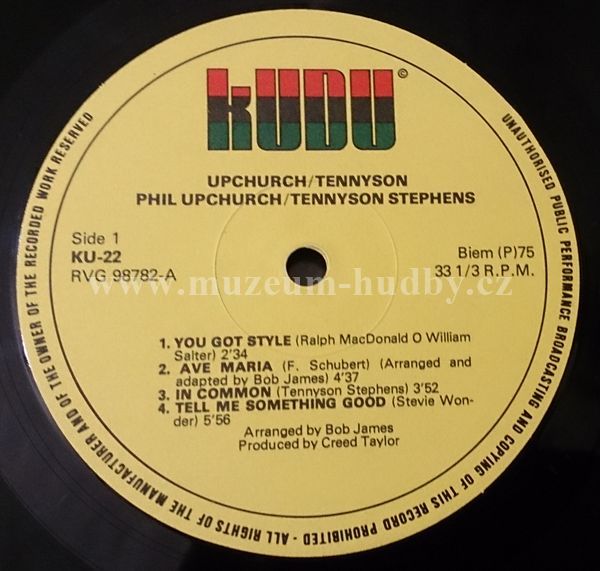 KUDU ©
UPCHURCH/TENNYSON
PHIL UPCHURCH/TENNYSON STEPHENS
Side 1
KU-22
RVG 98782-A
Biem (P)75
33 1/3 R.P.M.
www.muzeum-hudby.cz
1. YOU GOT STYLE (Ralph MacDonald O William
Salter) 2'34
2. AVE MARIA (F. Schubert) (Arranged and
adapted by Bob James) 4'37
3. IN COMMON (Tennyson Stephens) 3'52
4. TELL ME SOMETHING GOOD (Stevie Won-
der) 5'56
Arranged by Bob James
Produced by Creed Taylor
ALL RIGHTS OF THE MANUFACTURER AND OF THE OWNER OF THE RECORDED WORK RESERVED
UNAUTHORISED PUBLIC PERFORMANCE BROADCASTING AND COPYING OF THIS RECORD PROHIBITED -